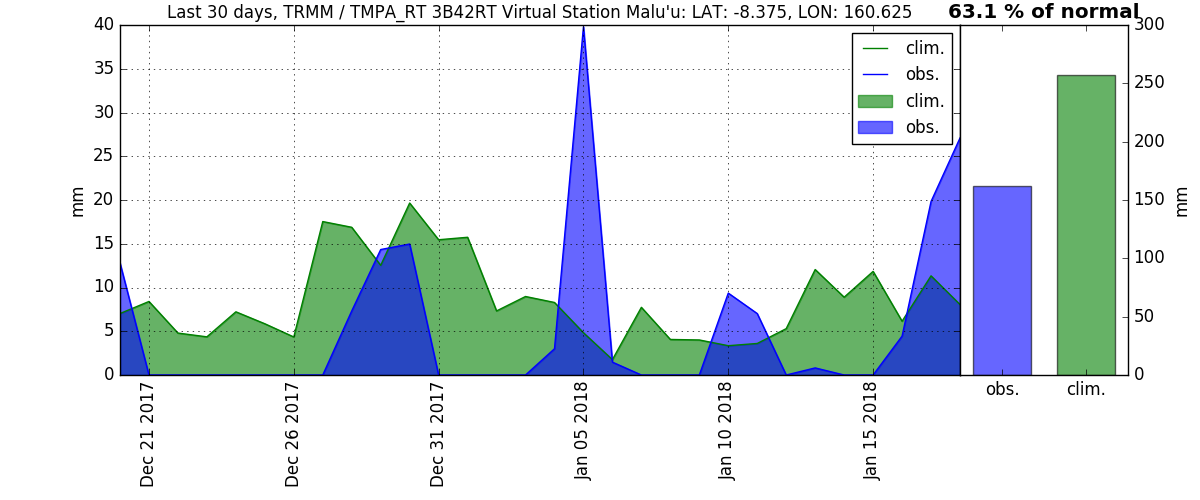 Last 30 days, TRMM / TMPA_RT 3B42RT Virtual Station Malu'u: LAT: -8.375, LON: 160.625
63.1 % of normal
mm
40
35
30
25
20
15
10
5
0
clim.
obs.
clim.
obs.
Dec 21 2017
Dec 26 2017
Dec 31 2017
Jan 05 2018
Jan 10 2018
Jan 15 2018
300
250
200
150
100
50
0
mm
obs.
clim.